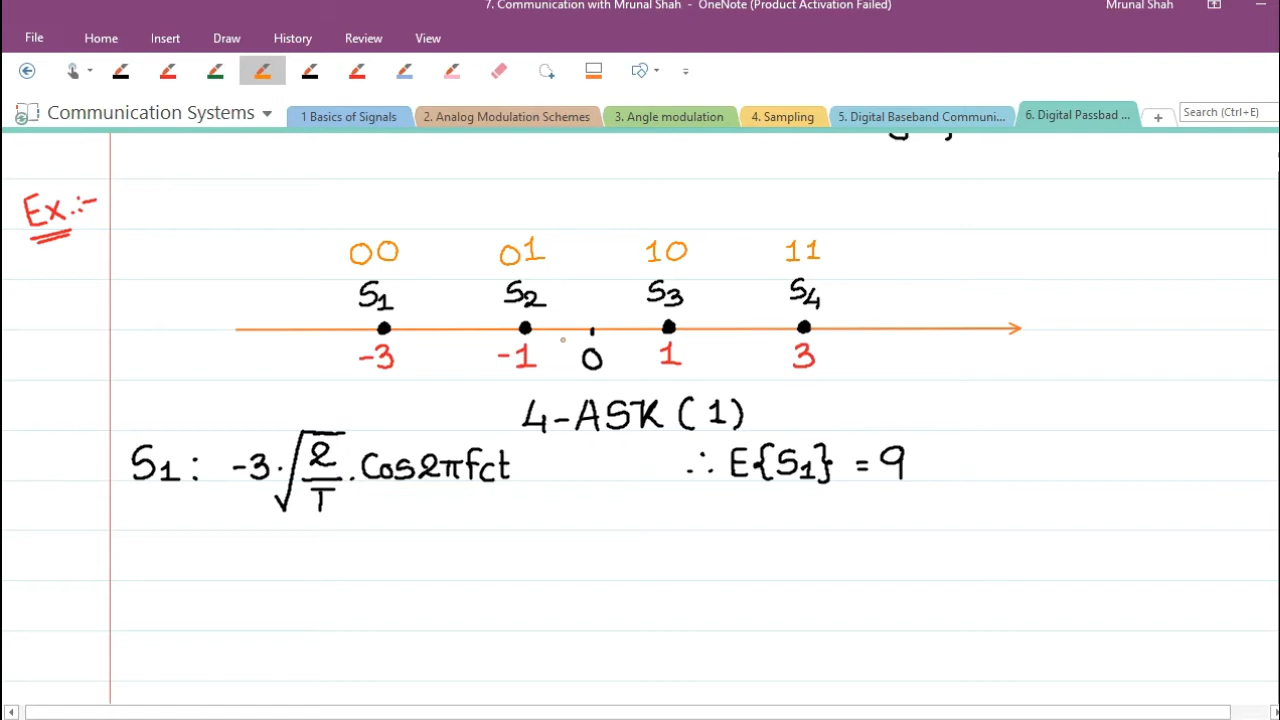 7. Communication with Mrunal Shah - OneNote (Product Activation Failed) Mrunal Shah
File Home Insert Draw History Review View
Communication Systems 1 Basics of Signals 2. Analog Modulation Schemes 3. Angle modulation 4. Sampling 5. Digital Baseband Communi... 6. Digital Passbad ... Search (Ctrl+E)
Ex.:-
00 01 10 11
S1 S2 S3 S4
-3 -1 0 1 3
4-ASK (1)
S1: -3.√2/T .Cos2πfct ∴ E{S1} = 9